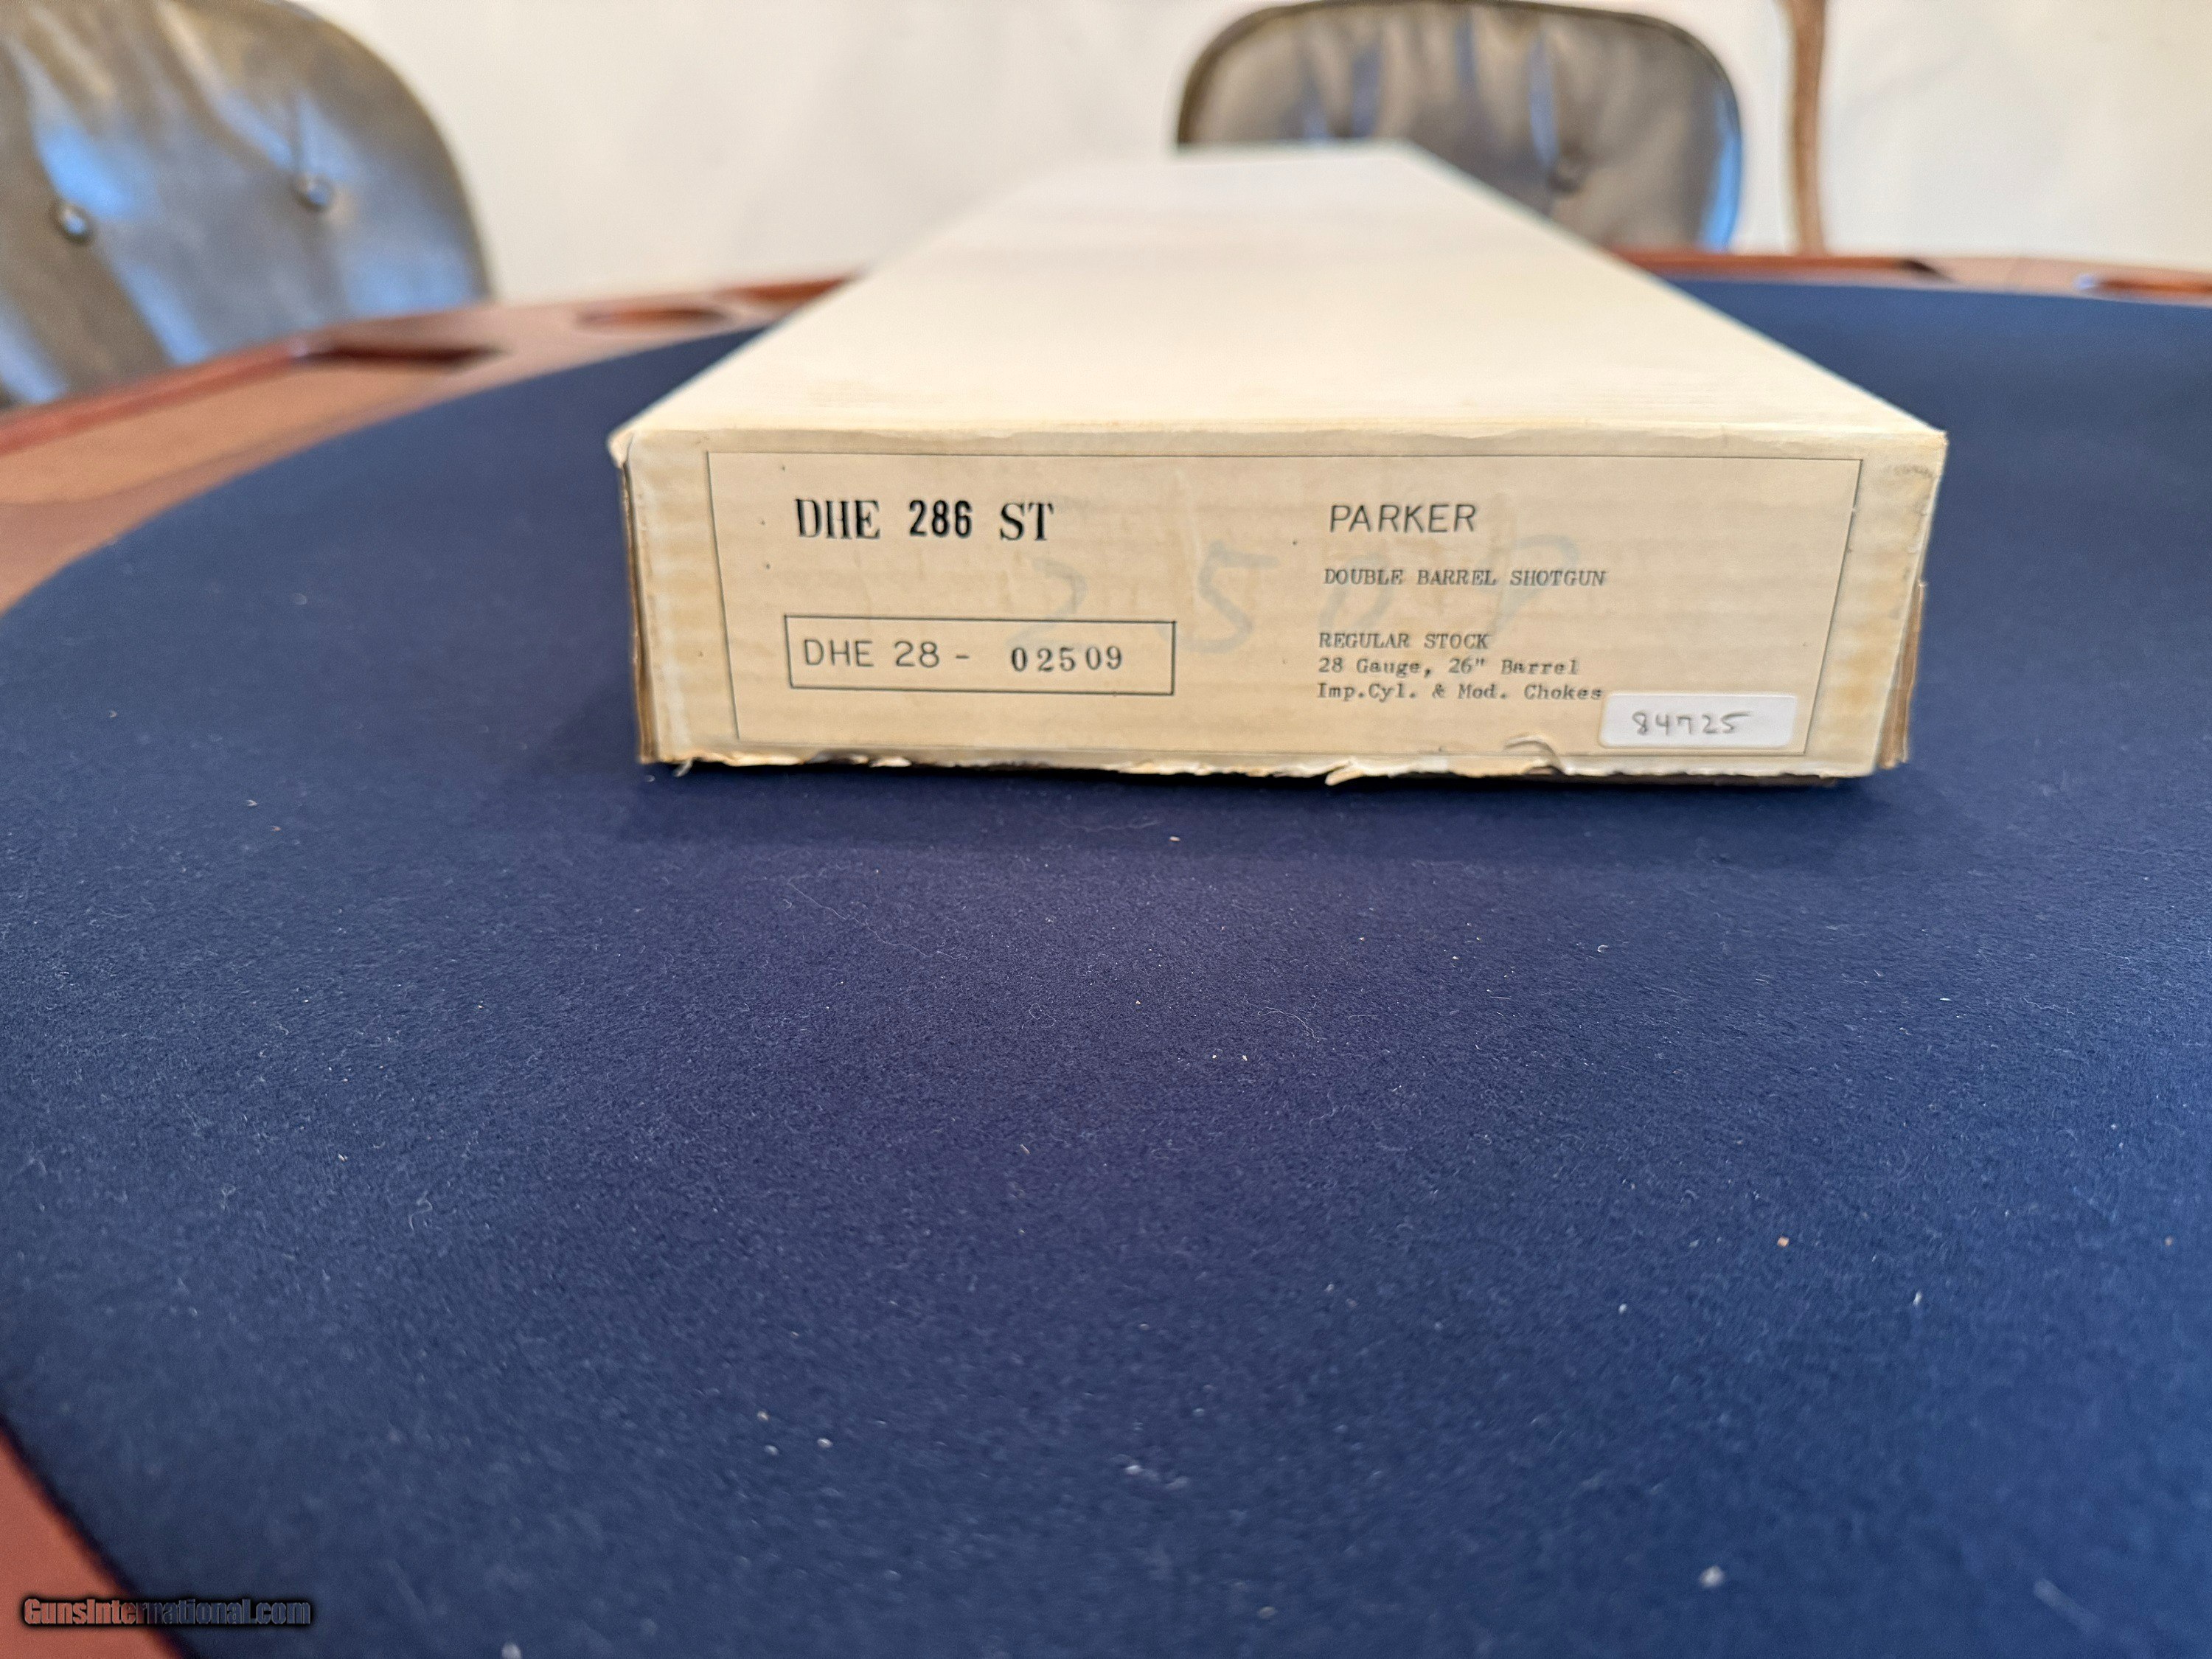 DHE 286 ST
DHE 28 - 02509
PARKER
DOUBLE BARREL SHOTGUN
REGULAR STOCK
28 Gauge, 26" Barrel
Imp.Cyl. & Mod. Chokes
84725
2509
GunsInternational.com